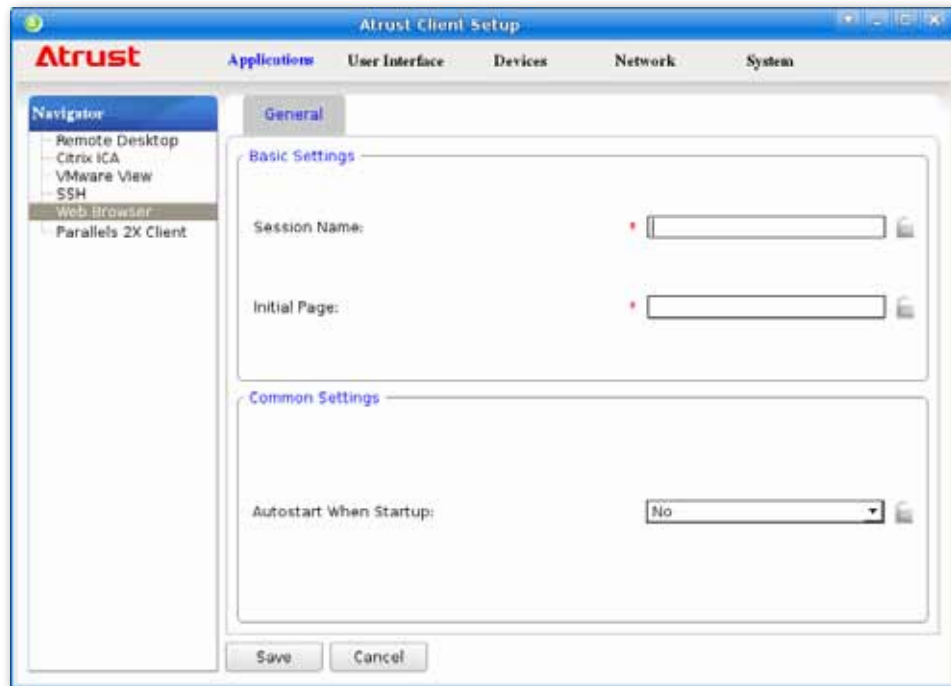 Atrust Client Setup
Atrust
Applications User Interface Devices Network System
Navigator
Remote Desktop
Citrix ICA
VMware View
SSH
Web Browser
Parallels 2X Client
General
Basic Settings
Session Name: *
Initial Page: *
Common Settings
Autostart When Startup: No
Save Cancel